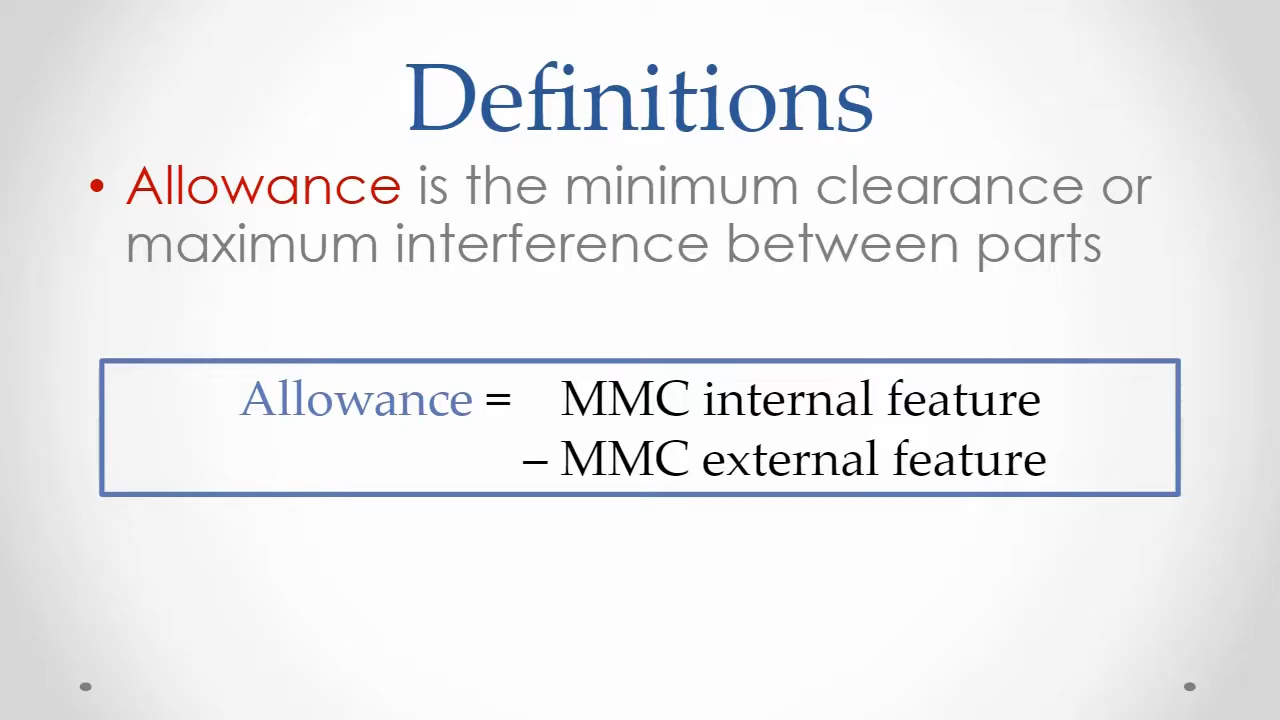 Definitions
• Allowance is the minimum clearance or
maximum interference between parts
Allowance = MMC internal feature
– MMC external feature